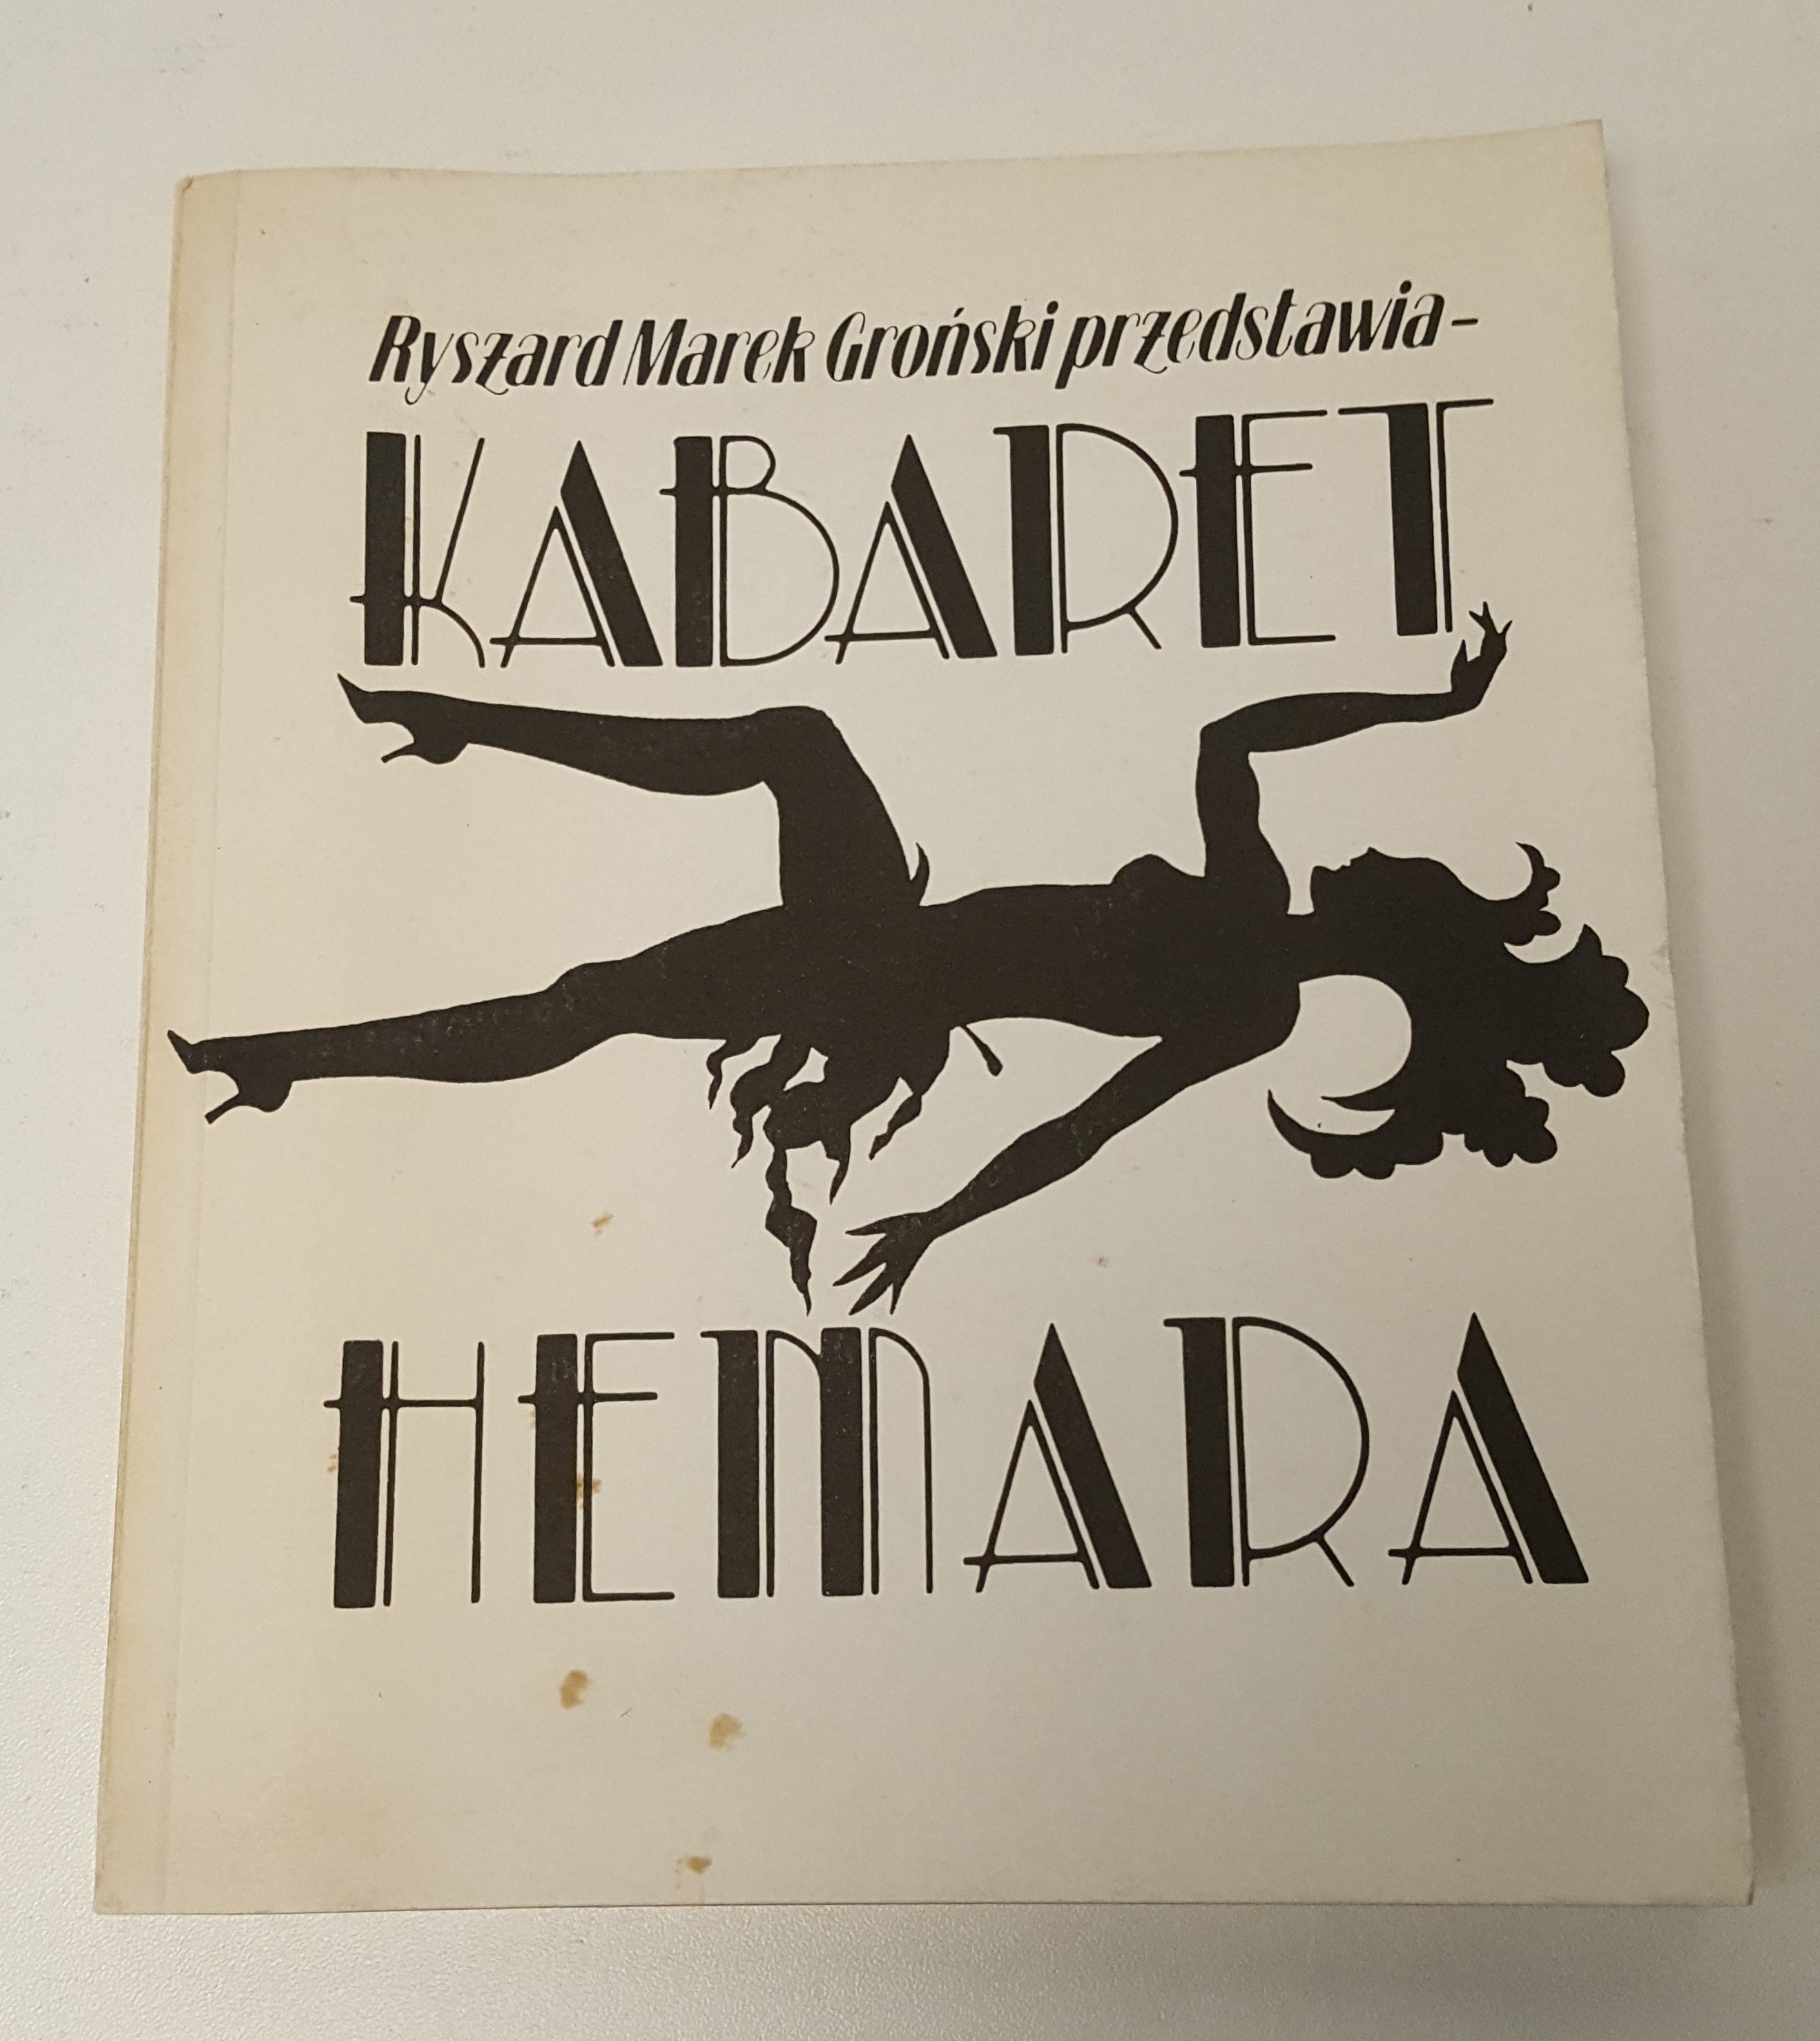 Ryszard Marek Groński przedstawia-
KABARET
HEMARA